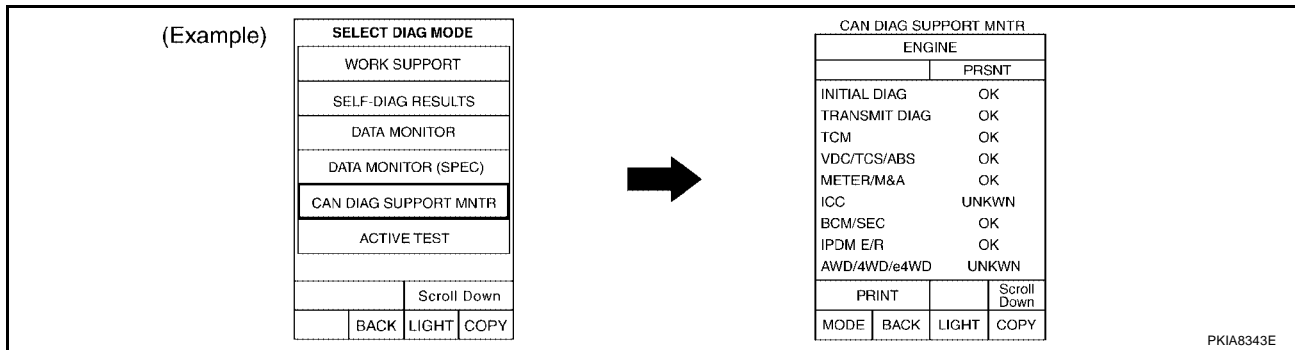 (Example)
SELECT DIAG MODE
WORK SUPPORT
SELF-DIAG RESULTS
DATA MONITOR
DATA MONITOR (SPEC)
CAN DIAG SUPPORT MNTR
ACTIVE TEST
Scroll Down
BACK LIGHT COPY
CAN DIAG SUPPORT MNTR
ENGINE
PRSNT
INITIAL DIAG OK
TRANSMIT DIAG OK
TCM OK
VDC/TCS/ABS OK
METER/M&A OK
ICC UNKWN
BCM/SEC OK
IPDM E/R OK
AWD/4WD/e4WD UNKWN
PRINT Scroll
Down
MODE BACK LIGHT COPY
PKIA8343E